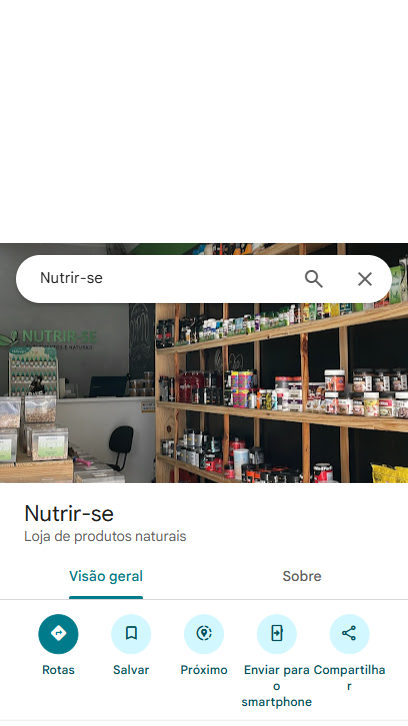 Nutrir-se
NUTRIR-SE
Nutrir-se
Loja de produtos naturais
Visão geral
Sobre
Rotas
Salvar
Próximo
Enviar para
o
smartphone
Compartilha
r